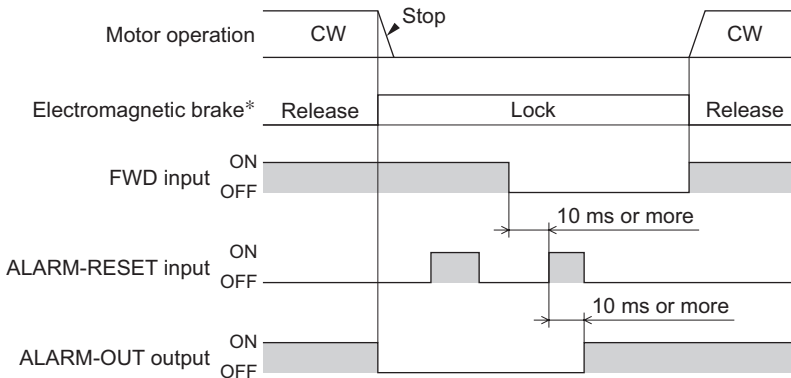 Stop
Motor operation CW CW
Electromagnetic brake* Release Lock Release
ON
FWD input
OFF
10 ms or more
ON
ALARM-RESET input
OFF
10 ms or more
ON
ALARM-OUT output
OFF